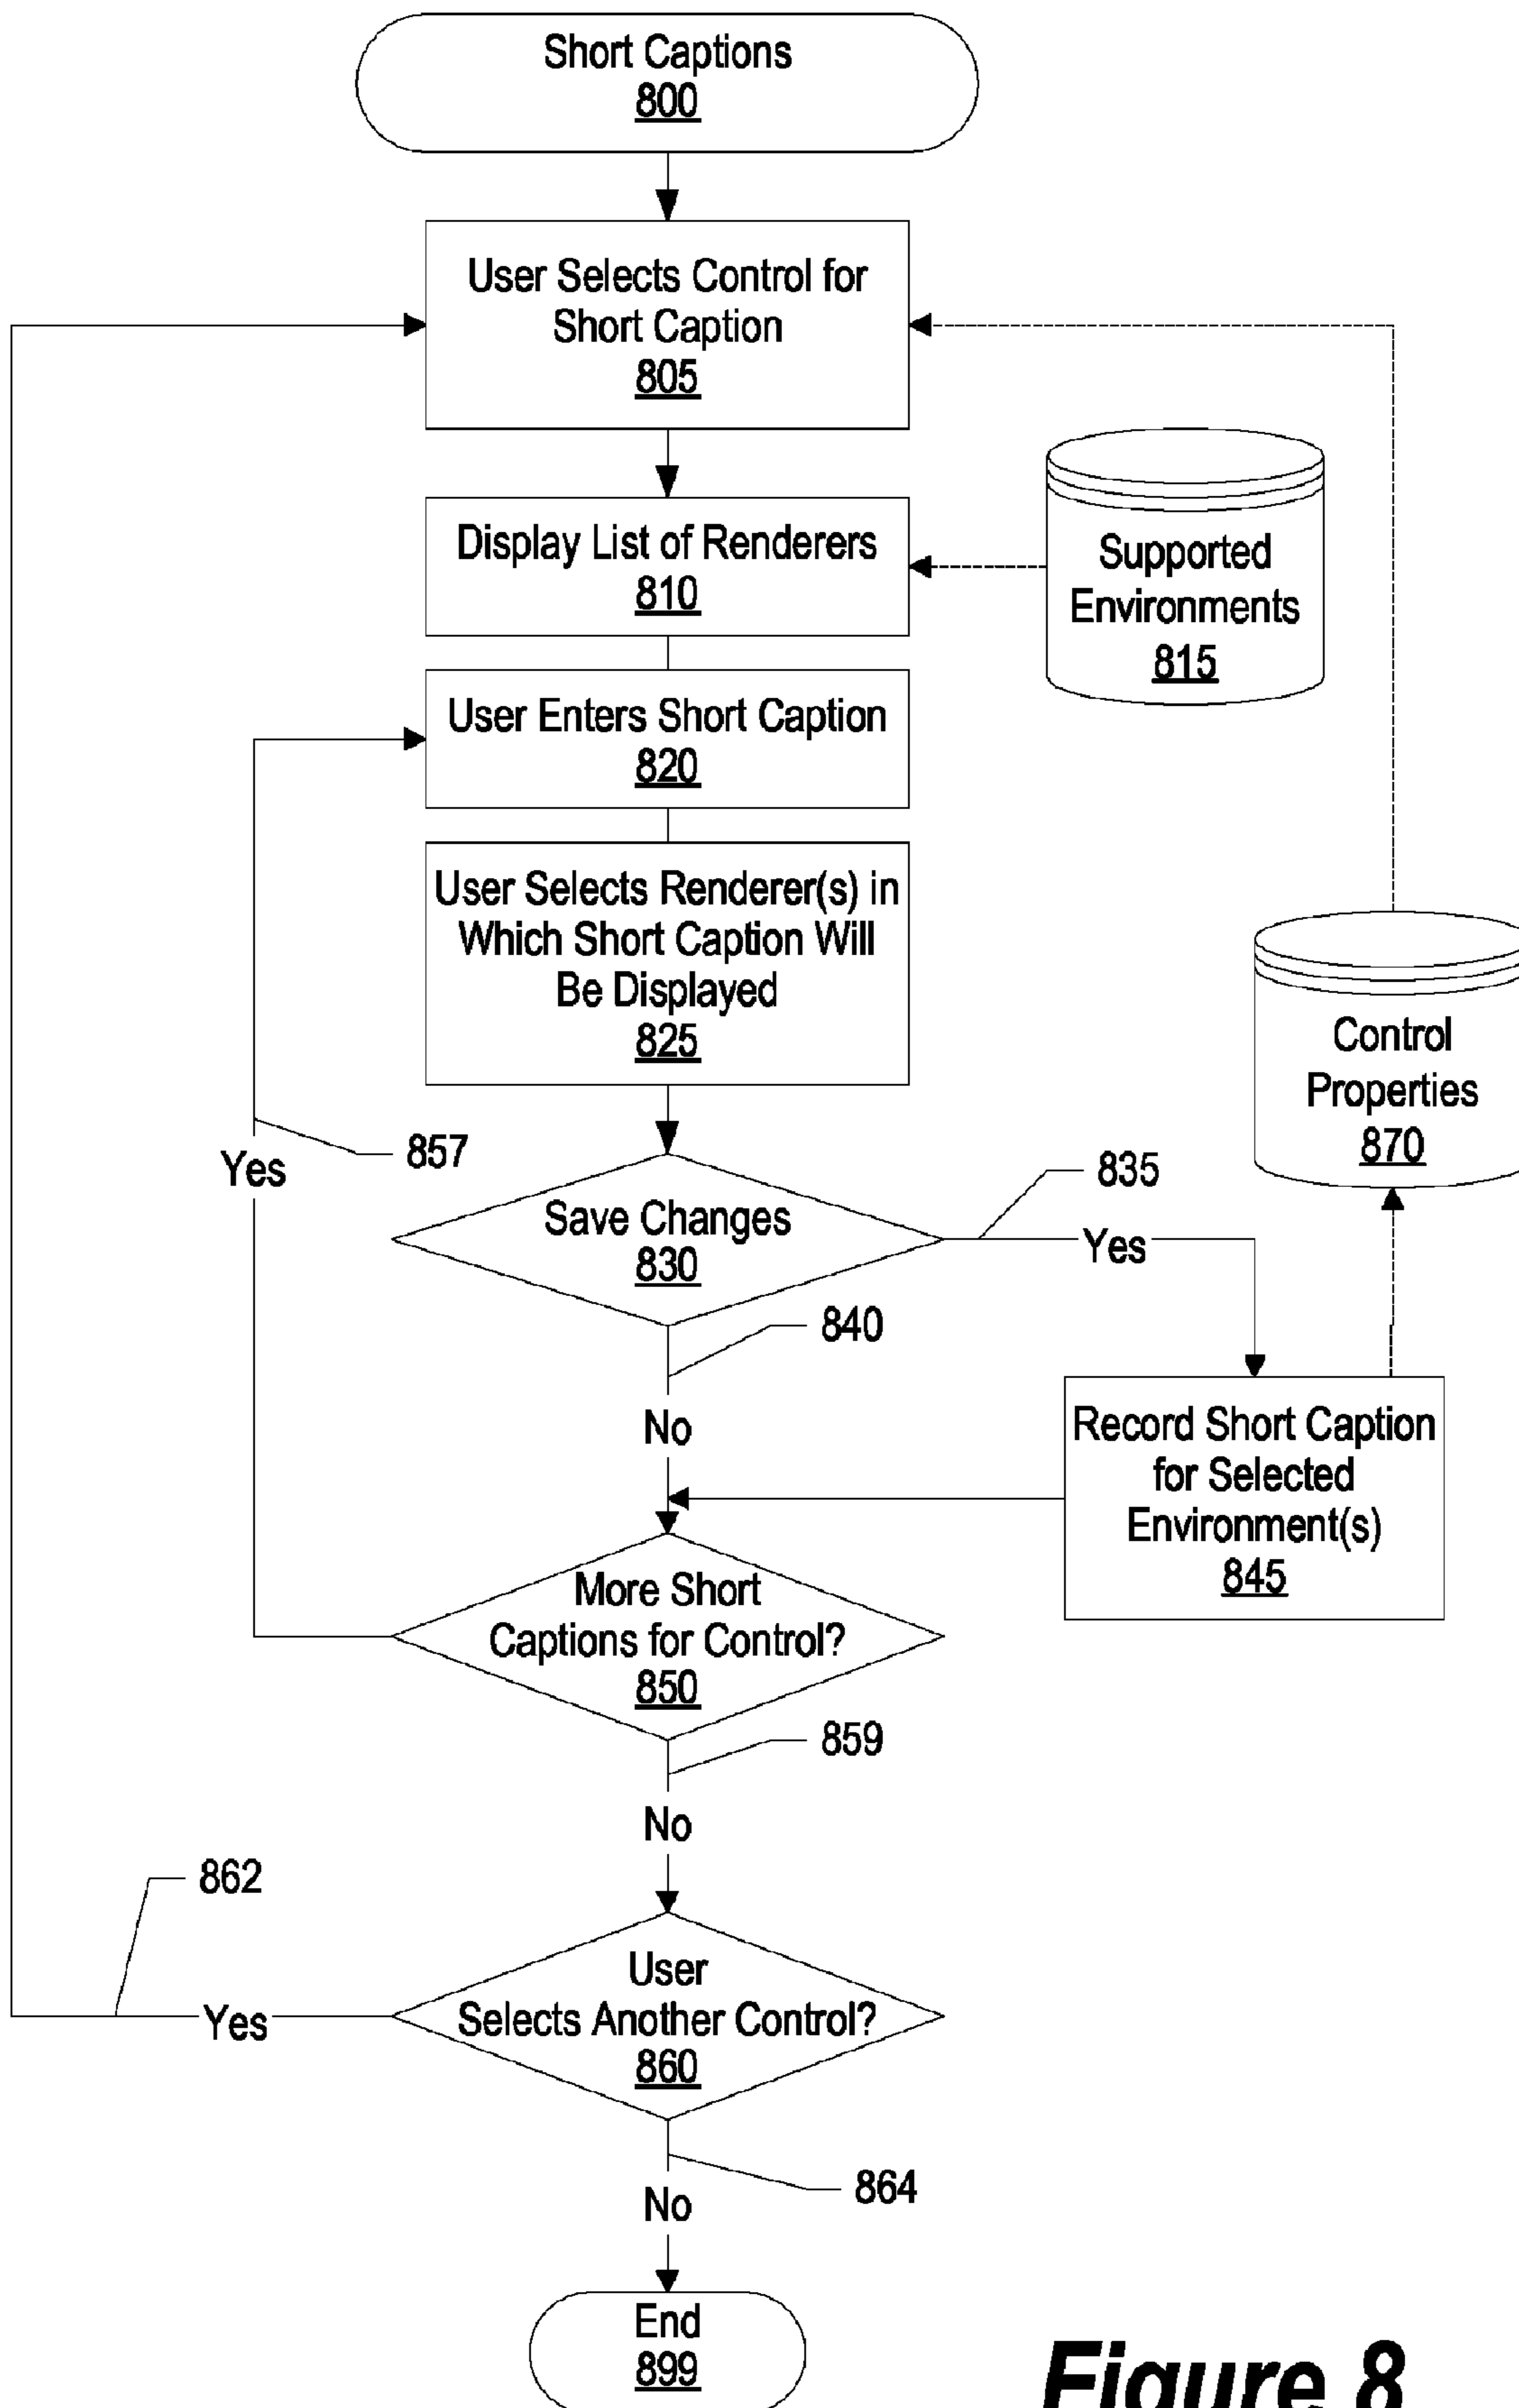 Short Captions
800
User Selects Control for
Short Caption
805
Display List of Renderers
810
Supported
Environments
815
User Enters Short Caption
820
User Selects Renderer(s) in
Which Short Caption Will
Be Displayed
825
Control
Properties
870
857
Yes
835
Save Changes
830
Yes
840
No
Record Short Caption
for Selected
Environment(s)
845
More Short
Captions for Control?
850
859
No
862
User
Selects Another Control?
860
Yes
864
No
End
899
Figure 8